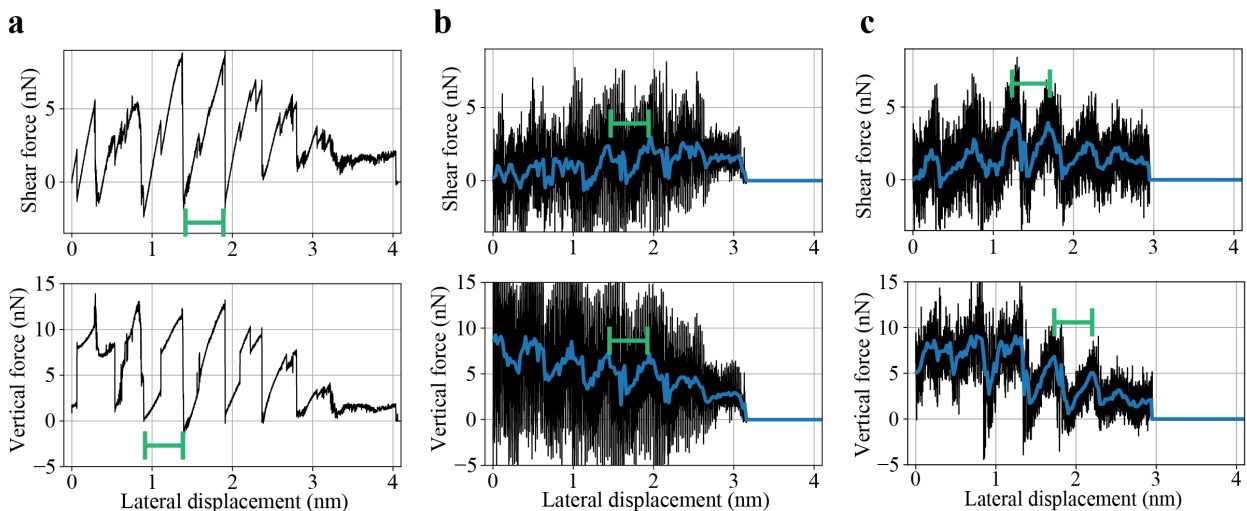 a
b
c
Shear force (nN)
5
0
0 1 2 3 4
Shear force (nN)
5
0
0 1 2 3 4
Shear force (nN)
5
0
0 1 2 3 4
Vertical force (nN)
15
10
5
0
−5
0 1 2 3 4
Lateral displacement (nm)
Vertical force (nN)
15
10
5
0
−5
0 1 2 3 4
Lateral displacement (nm)
Vertical force (nN)
15
10
5
0
−5
0 1 2 3 4
Lateral displacement (nm)